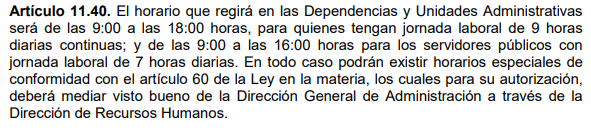 Artículo 11.40. El horario que regirá en las Dependencias y Unidades Administrativas
será de las 9:00 a las 18:00 horas, para quienes tengan jornada laboral de 9 horas
diarias continuas; y de las 9:00 a las 16:00 horas para los servidores públicos con
jornada laboral de 7 horas diarias. En todo caso podrán existir horarios especiales de
conformidad con el artículo 60 de la Ley en la materia, los cuales para su autorización,
deberá mediar visto bueno de la Dirección General de Administración a través de la
Dirección de Recursos Humanos.